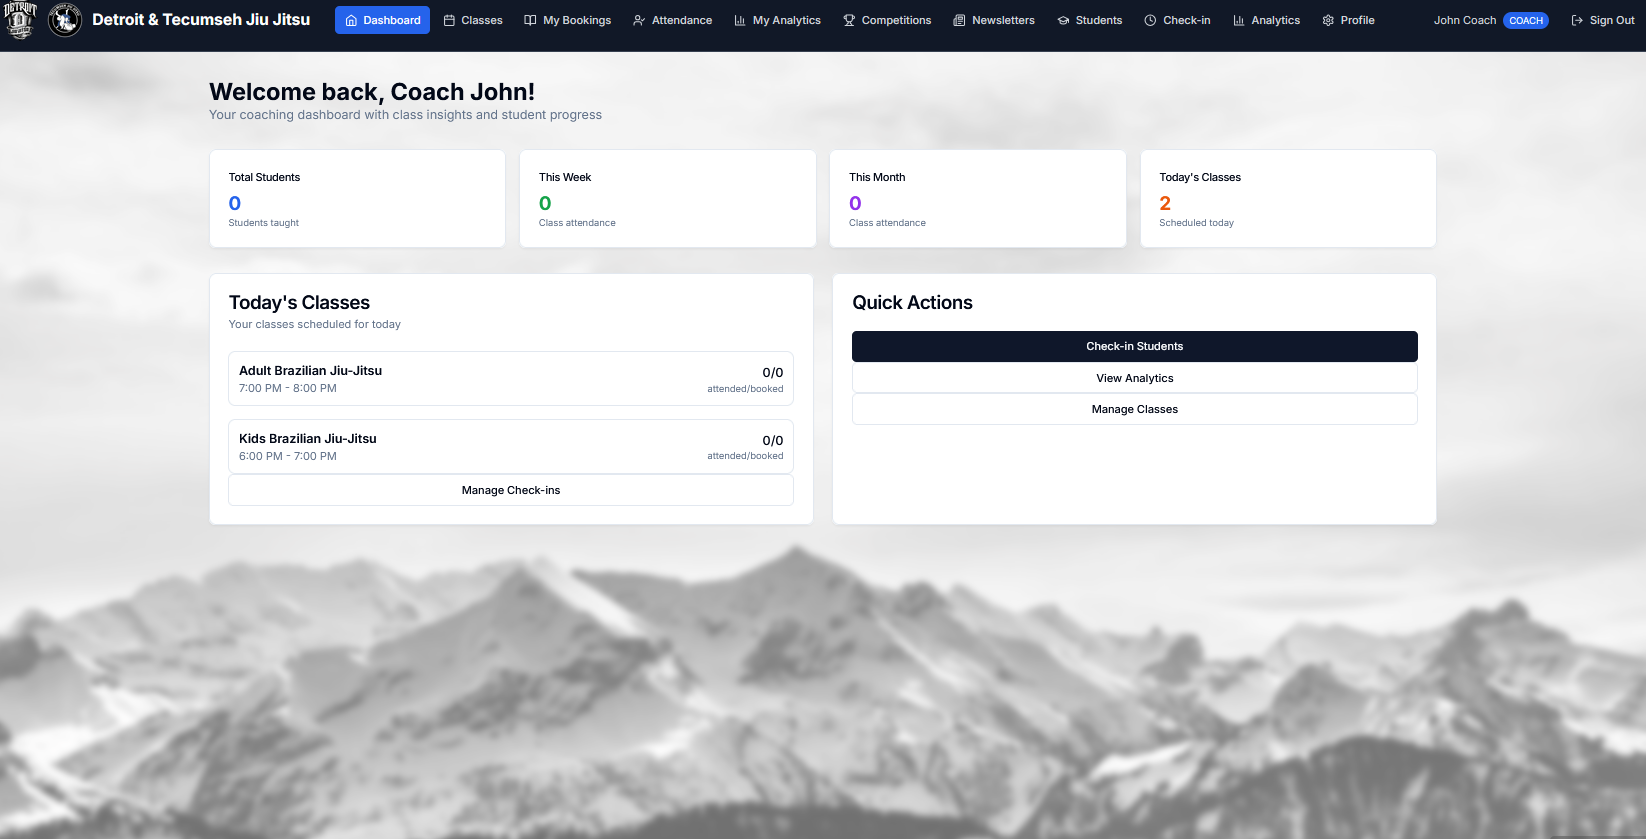 DETROIT
Detroit & Tecumseh Jiu Jitsu
Dashboard
Classes
My Bookings
Attendance
My Analytics
Competitions
Newsletters
Students
Check-in
Analytics
Profile
John Coach
COACH
Sign Out
Welcome back, Coach John!
Your coaching dashboard with class insights and student progress
Total Students
0
Students taught
This Week
0
Class attendance
This Month
0
Class attendance
Today's Classes
2
Scheduled today
Today's Classes
Your classes scheduled for today
Adult Brazilian Jiu-Jitsu
7:00 PM - 8:00 PM
0/0
attended/booked
Kids Brazilian Jiu-Jitsu
6:00 PM - 7:00 PM
0/0
attended/booked
Manage Check-ins
Quick Actions
Check-in Students
View Analytics
Manage Classes